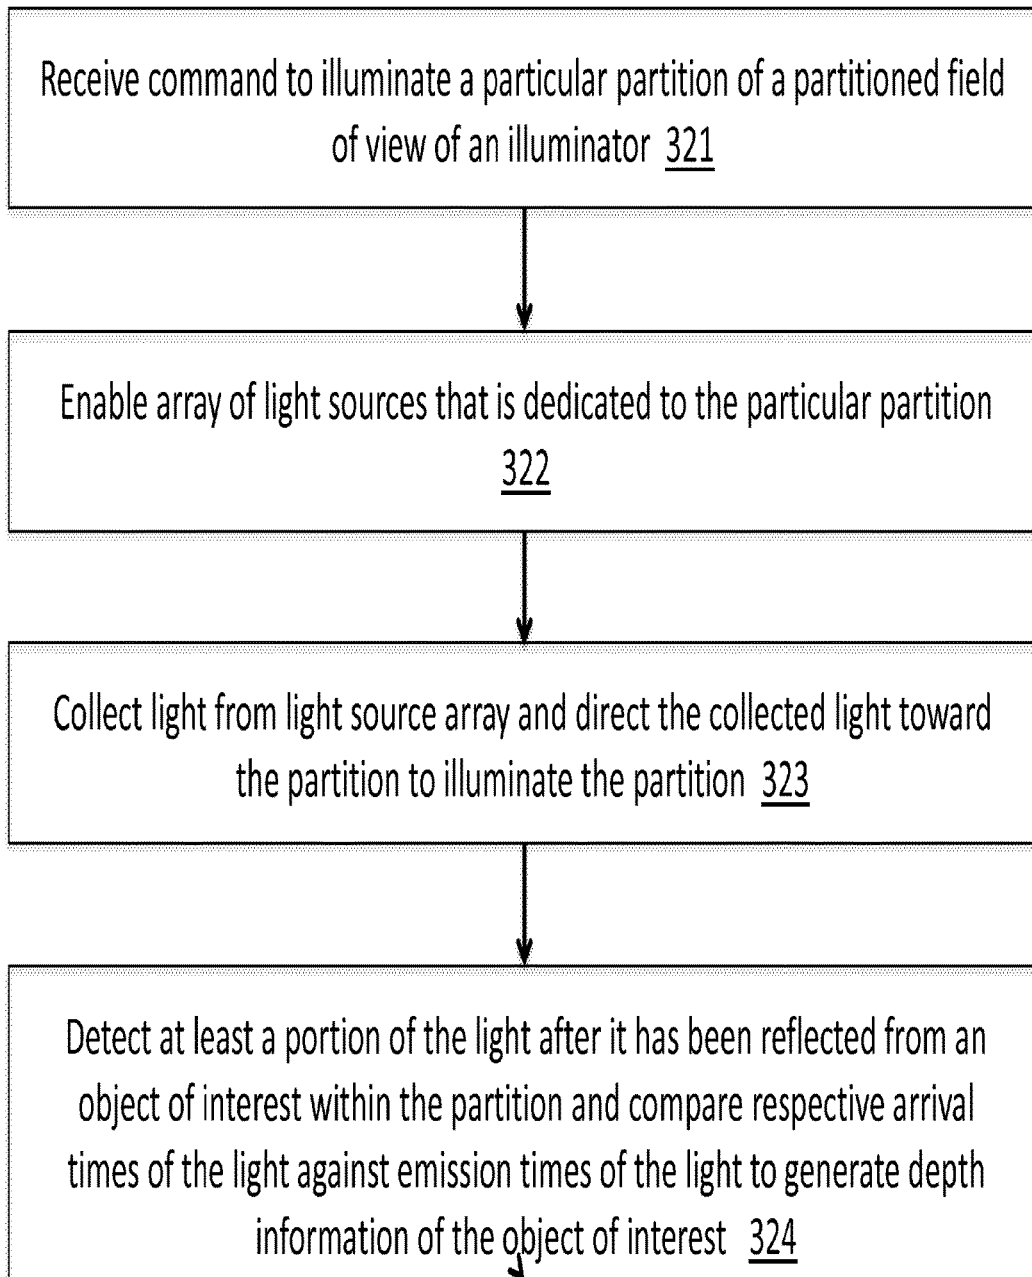 Receive command to illuminate a particular partition of a partitioned field
of view of an illuminator 321
Enable array of light sources that is dedicated to the particular partition
322
Collect light from light source array and direct the collected light toward
the partition to illuminate the partition 323
Detect at least a portion of the light after it has been reflected from an
object of interest within the partition and compare respective arrival
times of the light against emission times of the light to generate depth
information of the object of interest 324